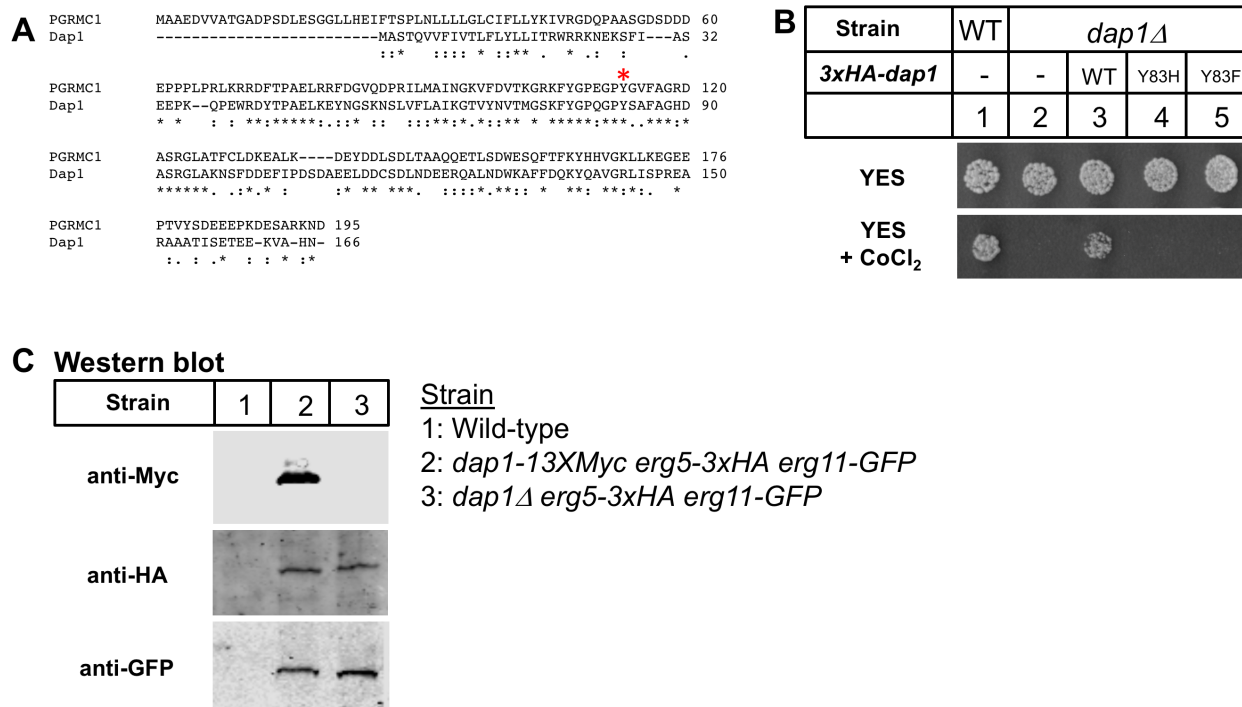 A
PGRMC1 MAAEDVVATGADPSDLESGGLLHEIFTSPLNLLLLGLCIFLLYKIVRGDQPAASGDSDDD 60
Dap1 -----------------------MASTQVVFIVTLFLYLLITRWRRKNEKSFI---AS 32
::* :::: * ::** . * .: : .
*
PGRMC1 EPPPLPRLKRRDFTPAELRRFDGVQDPRILMAINGKVFDVTKGRKFYGPEGPYGVFAGRD 120
Dap1 EEPK--QPEWRDYTPAELKEYNGSKNSLVFLAIKGTVYNVTMGSKFYGPQGPYSAFAGHD 90
* * : : **:*****:.::* :: :::**:*.*::** * *****:***..***:*
PGRMC1 ASRGLATFCLDKEALK----DEYDDLSDLTAAQQETLSDWESQFTFKYHHVGKLLKEGEE 176
Dap1 ASRGLAKNSFDDEFIPDSDAEELDDCSDLNDEERQALNDWKAFFDQKYQAVGRLISPREA 150
******. .:*.* : :* ** ***. ::::*.**:: * **: **:*:. *
PGRMC1 PTVYSDEEEPKDESARKND 195
Dap1 RAAATISETEE-KVA-HN- 166
:. : .* : : * :*
B
Strain WT dap1Δ
3xHA-dap1 - - WT Y83H Y83F
1 2 3 4 5
YES
YES
+ CoCl₂
C Western blot
Strain 1 2 3
anti-Myc
anti-HA
anti-GFP
Strain
1: Wild-type
2: dap1-13XMyc erg5-3xHA erg11-GFP
3: dap1Δ erg5-3xHA erg11-GFP